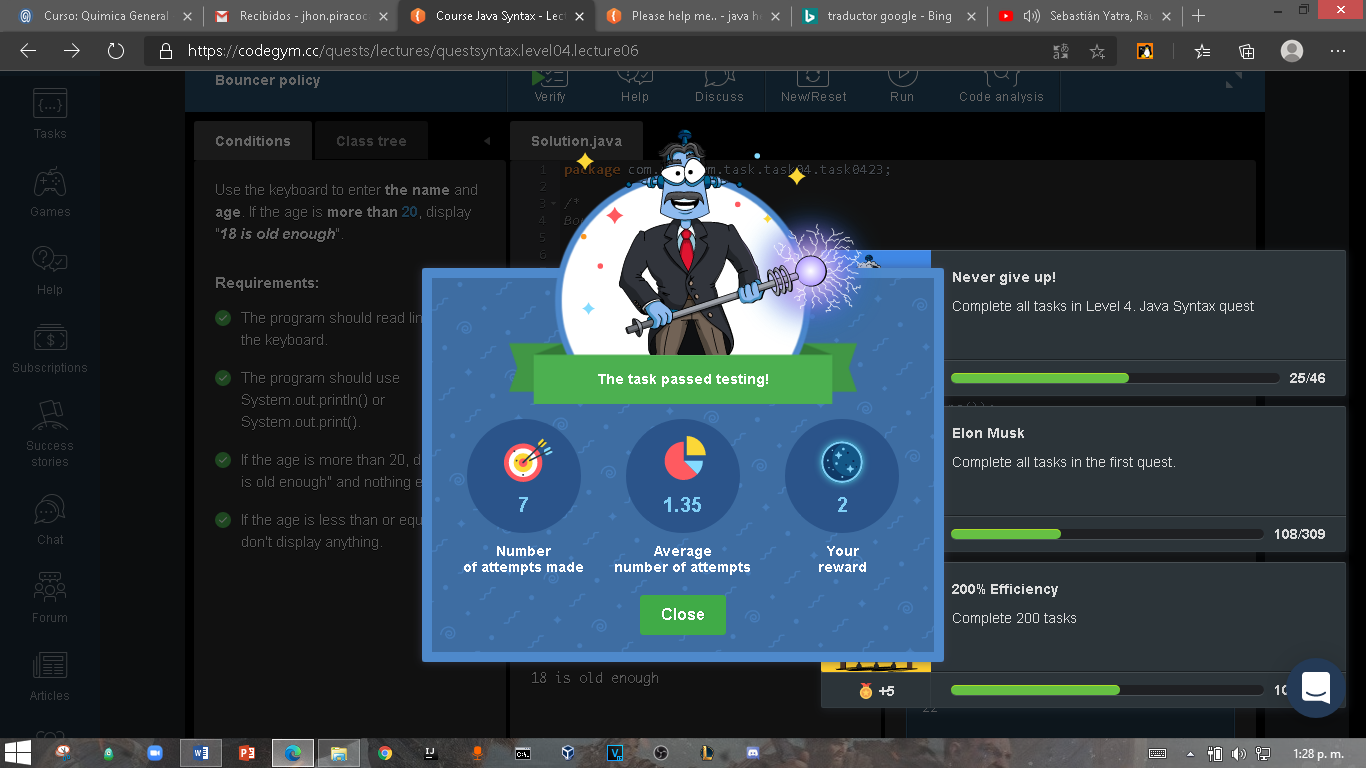 Curso: Quimica General
Recibidos - jhon.piracoc
Course Java Syntax - Lec
Please help me.. - java h
traductor google - Bing
Sebastián Yatra, Ra
https://codegym.cc/quests/lectures/questsyntax.level04.lecture06
Bouncer policy
Verify
Help
Discuss
New/Reset
Run
Code analysis
Tasks
Games
Help
Subscriptions
Success
stories
Chat
Forum
Articles
Conditions
Class tree
Solution.java
Use the keyboard to enter the name and
age. If the age is more than 20, display
"18 is old enough".
Requirements:
The program should read lin
the keyboard.
The program should use
System.out.println() or
System.out.print().
If the age is more than 20, d
is old enough" and nothing e
If the age is less than or equ
don't display anything.
1 package com. m.task.task04.task0423;
2
3 /*
4 Bo
5
6
The task passed testing!
7
Number
of attempts made
1.35
Average
number of attempts
2
Your
reward
Close
Never give up!
Complete all tasks in Level 4. Java Syntax quest
25/46
Elon Musk
Complete all tasks in the first quest.
108/309
200% Efficiency
Complete 200 tasks
+5
10
18 is old enough
22
1:28 p. m.